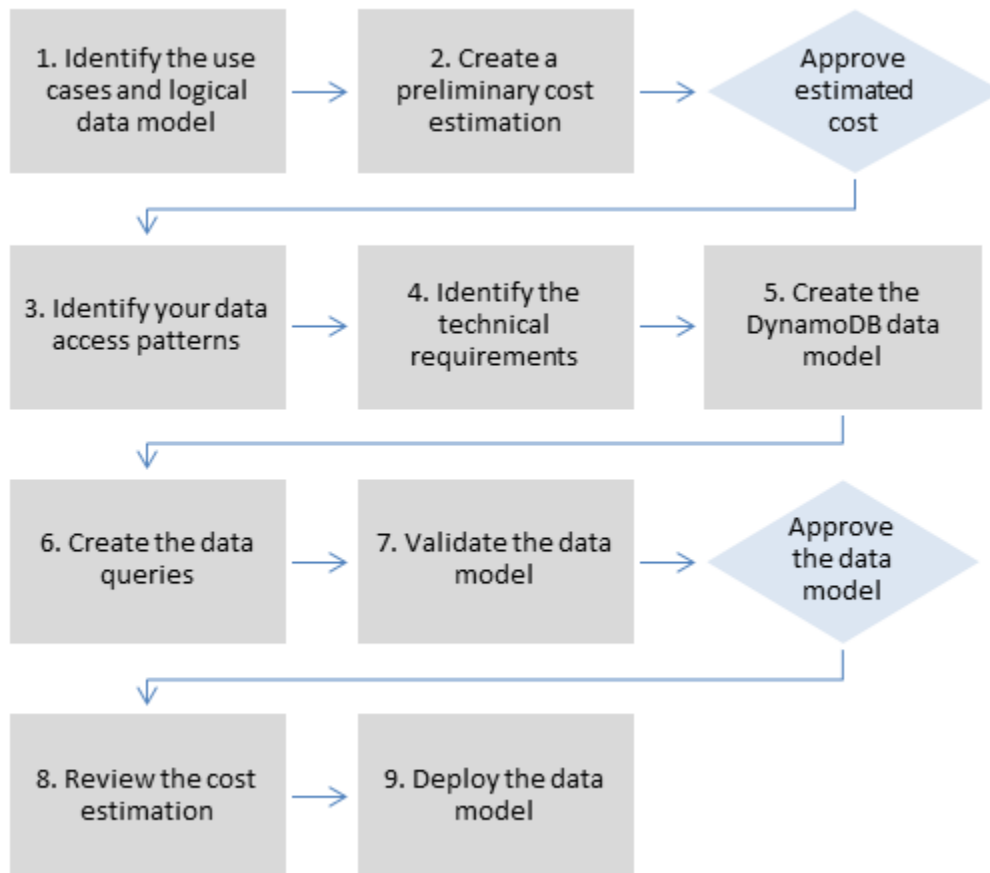 1. Identify the use
cases and logical
data model
2. Create a
preliminary cost
estimation
Approve
estimated
cost
3. Identify your data
access patterns
4. Identify the
technical
requirements
5. Create the
DynamoDB data
model
6. Create the data
queries
7. Validate the data
model
Approve
the data
model
8. Review the cost
estimation
9. Deploy the data
model